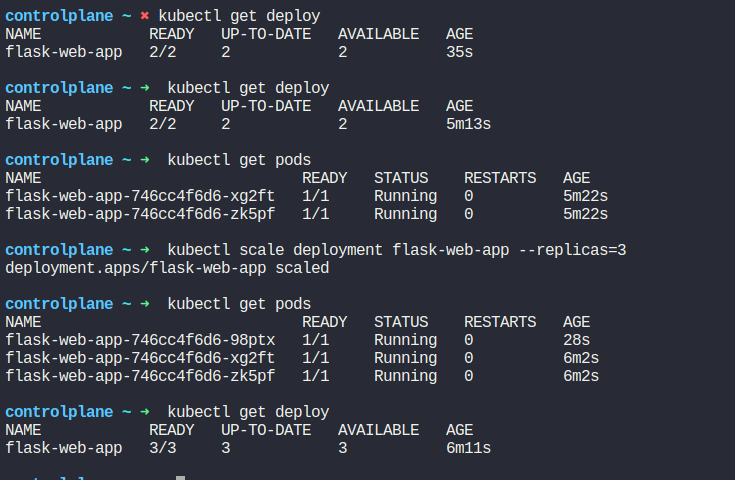 controlplane ~ ✖ kubectl get deploy
NAME            READY   UP-TO-DATE   AVAILABLE   AGE
flask-web-app   2/2     2            2           35s
controlplane ~ ➜  kubectl get deploy
NAME            READY   UP-TO-DATE   AVAILABLE   AGE
flask-web-app   2/2     2            2           5m13s
controlplane ~ ➜  kubectl get pods
NAME                             READY   STATUS    RESTARTS   AGE
flask-web-app-746cc4f6d6-xg2ft   1/1     Running   0          5m22s
flask-web-app-746cc4f6d6-zk5pf   1/1     Running   0          5m22s
controlplane ~ ➜  kubectl scale deployment flask-web-app --replicas=3
deployment.apps/flask-web-app scaled
controlplane ~ ➜  kubectl get pods
NAME                             READY   STATUS    RESTARTS   AGE
flask-web-app-746cc4f6d6-98ptx   1/1     Running   0          28s
flask-web-app-746cc4f6d6-xg2ft   1/1     Running   0          6m2s
flask-web-app-746cc4f6d6-zk5pf   1/1     Running   0          6m2s
controlplane ~ ➜  kubectl get deploy
NAME            READY   UP-TO-DATE   AVAILABLE   AGE
flask-web-app   3/3     3            3           6m11s